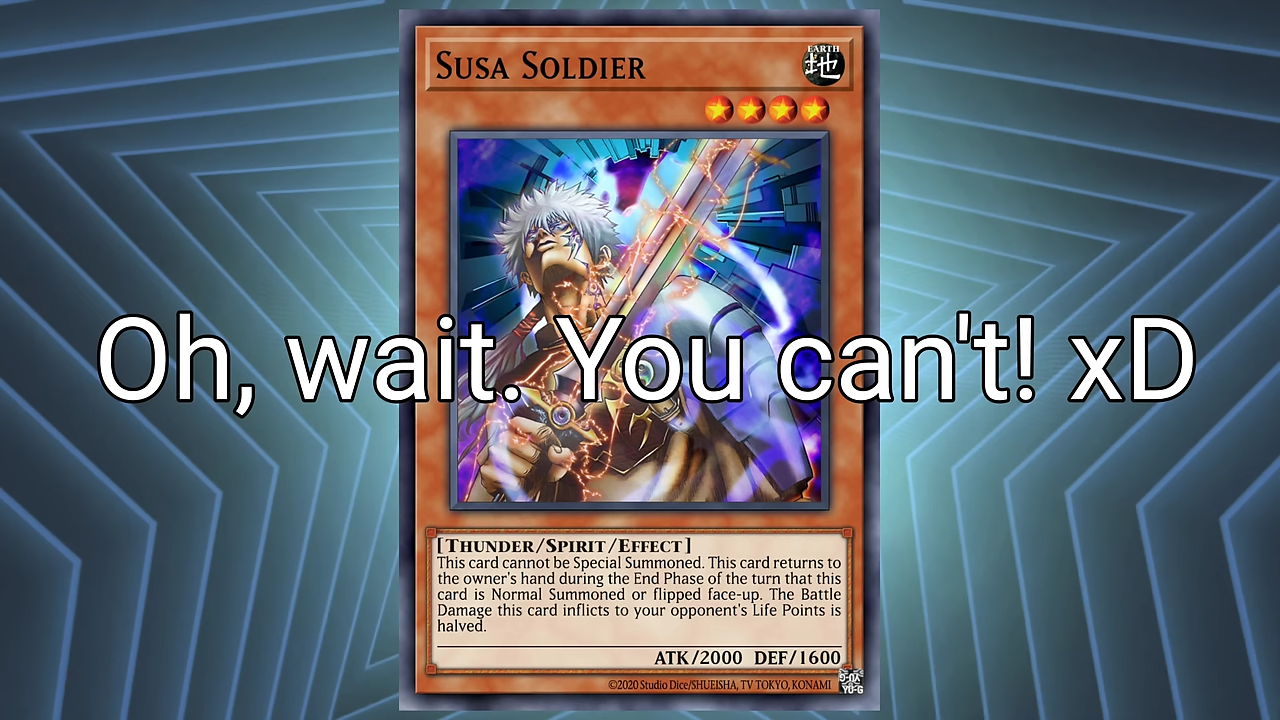 SUSA SOLDIER
EARTH
地
Oh, wait. You can't! xD
[THUNDER/SPIRIT/EFFECT]
This card cannot be Special Summoned. This card returns to
the owner's hand during the End Phase of the turn that this
card is Normal Summoned or flipped face-up. The Battle
Damage this card inflicts to your opponent's Life Points is
halved.
ATK/2000 DEF/1600
©2020 Studio Dice/SHUEISHA, TV TOKYO, KONAMI